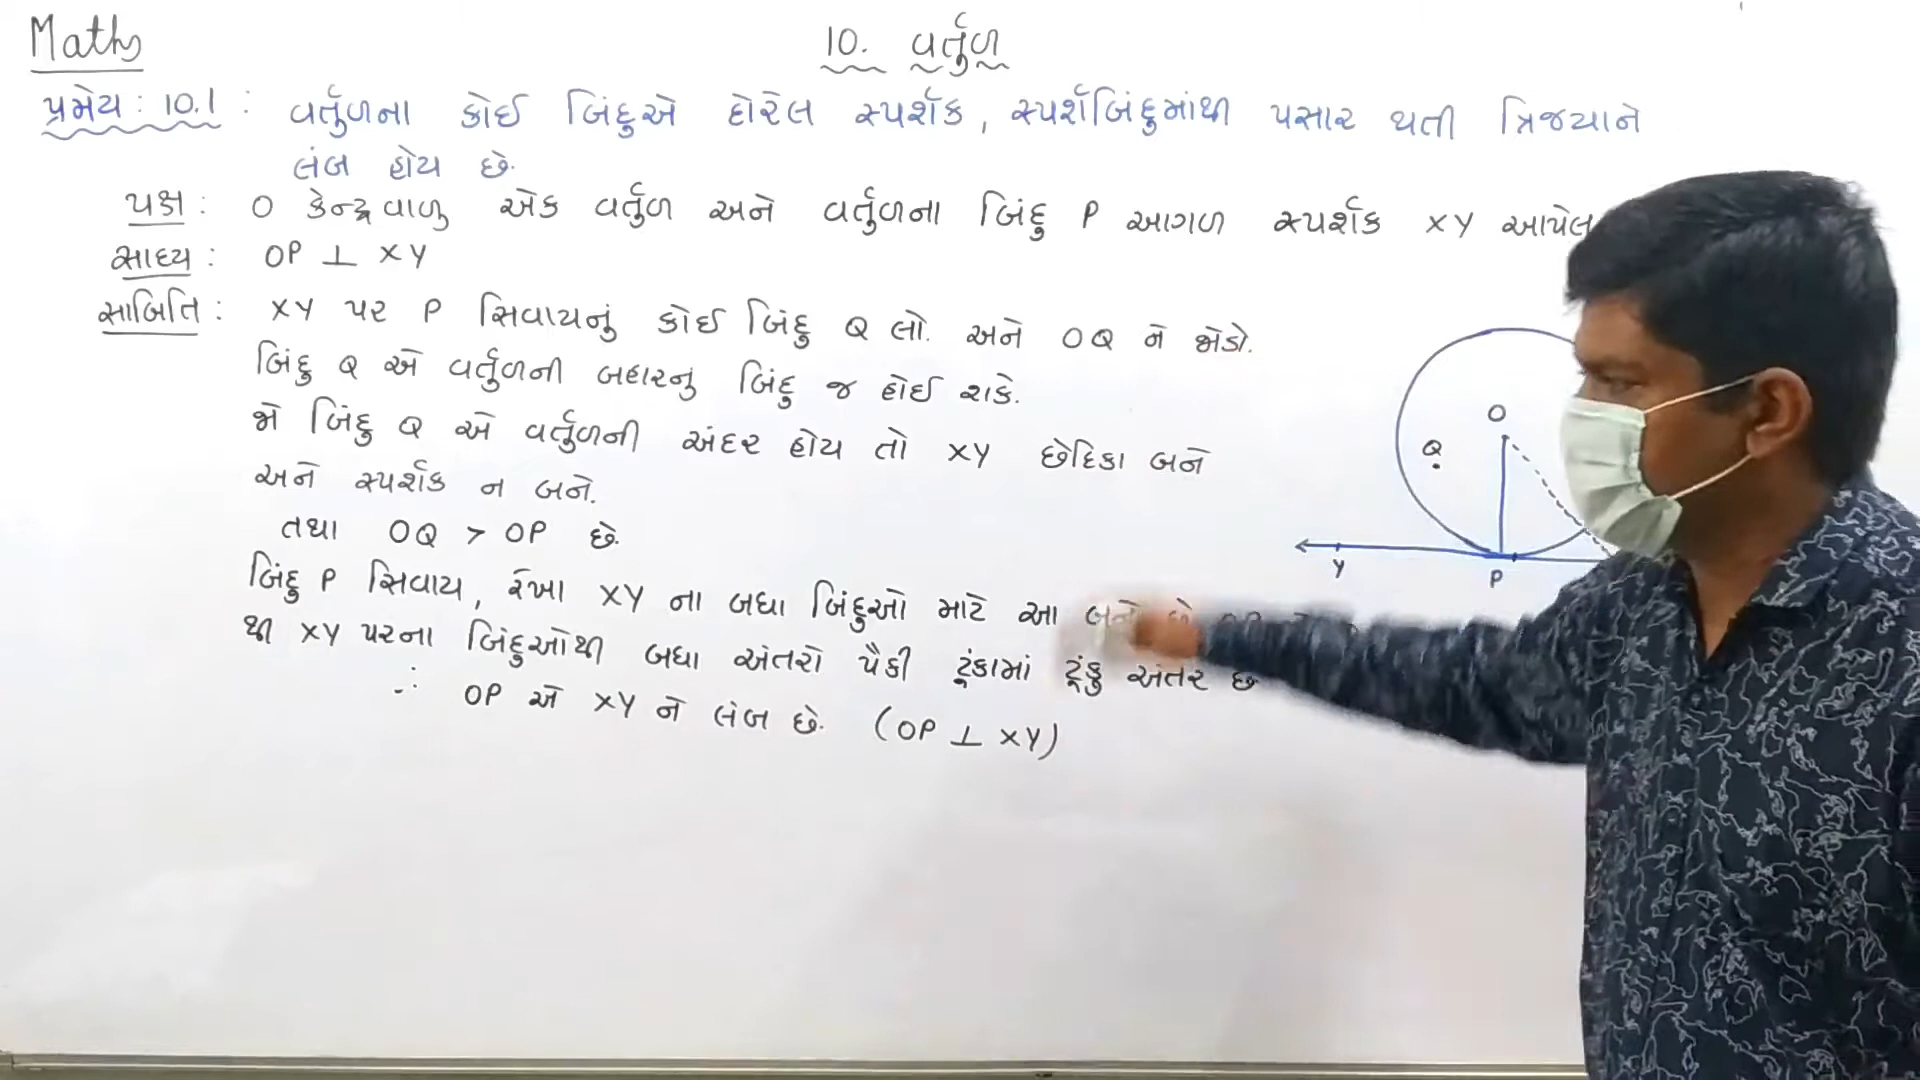 Maths
10. વર્તુળ
પ્રમેય : 10.1 : વર્તુળના કોઈ બિંદુએ દોરેલ સ્પર્શક, સ્પર્શબિંદુમાંથી પસાર થતી ત્રિજ્યાને
લંબ હોય છે.
પક્ષ : O કેન્દ્રવાળુ એક વર્તુળ અને વર્તુળના બિંદુ P આગળ સ્પર્શક XY આપેલ
સાધ્ય : OP ⊥ XY
સાબિતિ : XY પર P સિવાયનું કોઈ બિંદુ Q લો. અને OQ ને જોડો.
બિંદુ Q એ વર્તુળની બહારનુ બિંદુ જ હોઈ શકે.
જો બિંદુ Q એ વર્તુળની અંદર હોય તો XY છેદિકા બને
અને સ્પર્શક ન બને.
તથા OQ > OP છે.
બિંદુ P સિવાય, રેખા XY ના બધા બિંદુઓ માટે આ બને છે
થી XY પરના બિંદુઓથી બધા અંતરો પૈકી ટૂંકામાં ટૂંકુ અંતર છે
∴ OP એ XY ને લંબ છે. (OP ⊥ XY)
O
Q
Y
P